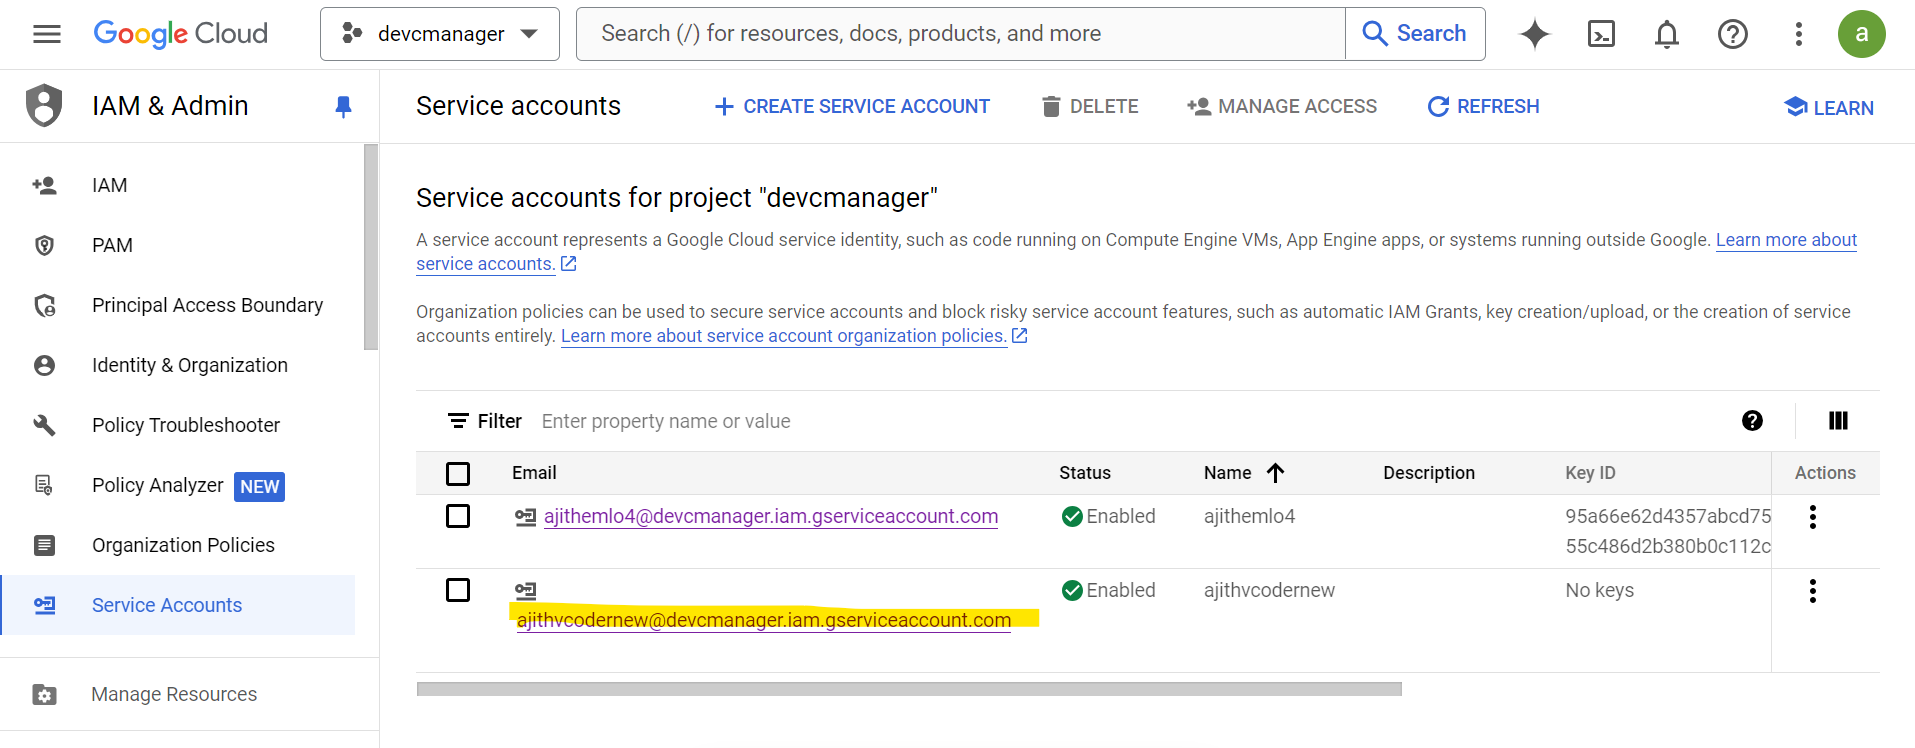 Google Cloud
devcmanager
Search (/) for resources, docs, products, and more
Search
a
IAM & Admin
Service accounts
CREATE SERVICE ACCOUNT
DELETE
MANAGE ACCESS
REFRESH
LEARN
IAM
PAM
Principal Access Boundary
Identity & Organization
Policy Troubleshooter
Policy Analyzer NEW
Organization Policies
Service Accounts
Manage Resources
Service accounts for project "devcmanager"
A service account represents a Google Cloud service identity, such as code running on Compute Engine VMs, App Engine apps, or systems running outside Google. Learn more about
service accounts.
Organization policies can be used to secure service accounts and block risky service account features, such as automatic IAM Grants, key creation/upload, or the creation of service
accounts entirely. Learn more about service account organization policies.
Filter Enter property name or value
Email Status Name Description Key ID Actions
ajithemlo4@devcmanager.iam.gserviceaccount.com Enabled ajithemlo4 95a66e62d4357abcd75
55c486d2b380b0c112c
Enabled ajithvcodernew No keys
ajithvcodernew@devcmanager.iam.gserviceaccount.com